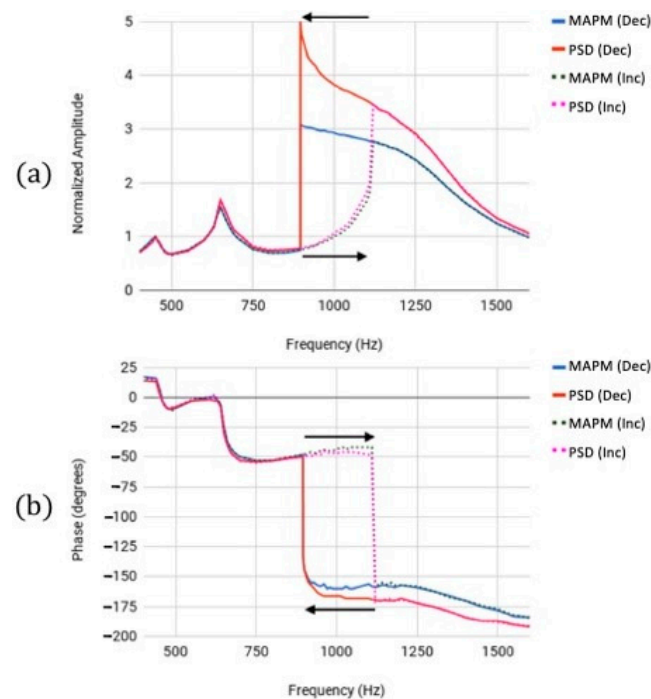 5
4
3
2
1
0
Normalized Amplitude
(a)
500
750
1000
1250
1500
Frequency (Hz)
MAPM (Dec)
PSD (Dec)
MAPM (Inc)
PSD (Inc)
25
0
−25
−50
−75
−100
−125
−150
−175
−200
Phase (degrees)
(b)
500
750
1000
1250
1500
Frequency (Hz)
MAPM (Dec)
PSD (Dec)
MAPM (Inc)
PSD (Inc)